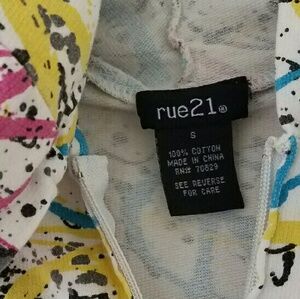 rue21®
S
100% COTTON
MADE IN CHINA
RN# 70829
SEE REVERSE
FOR CARE